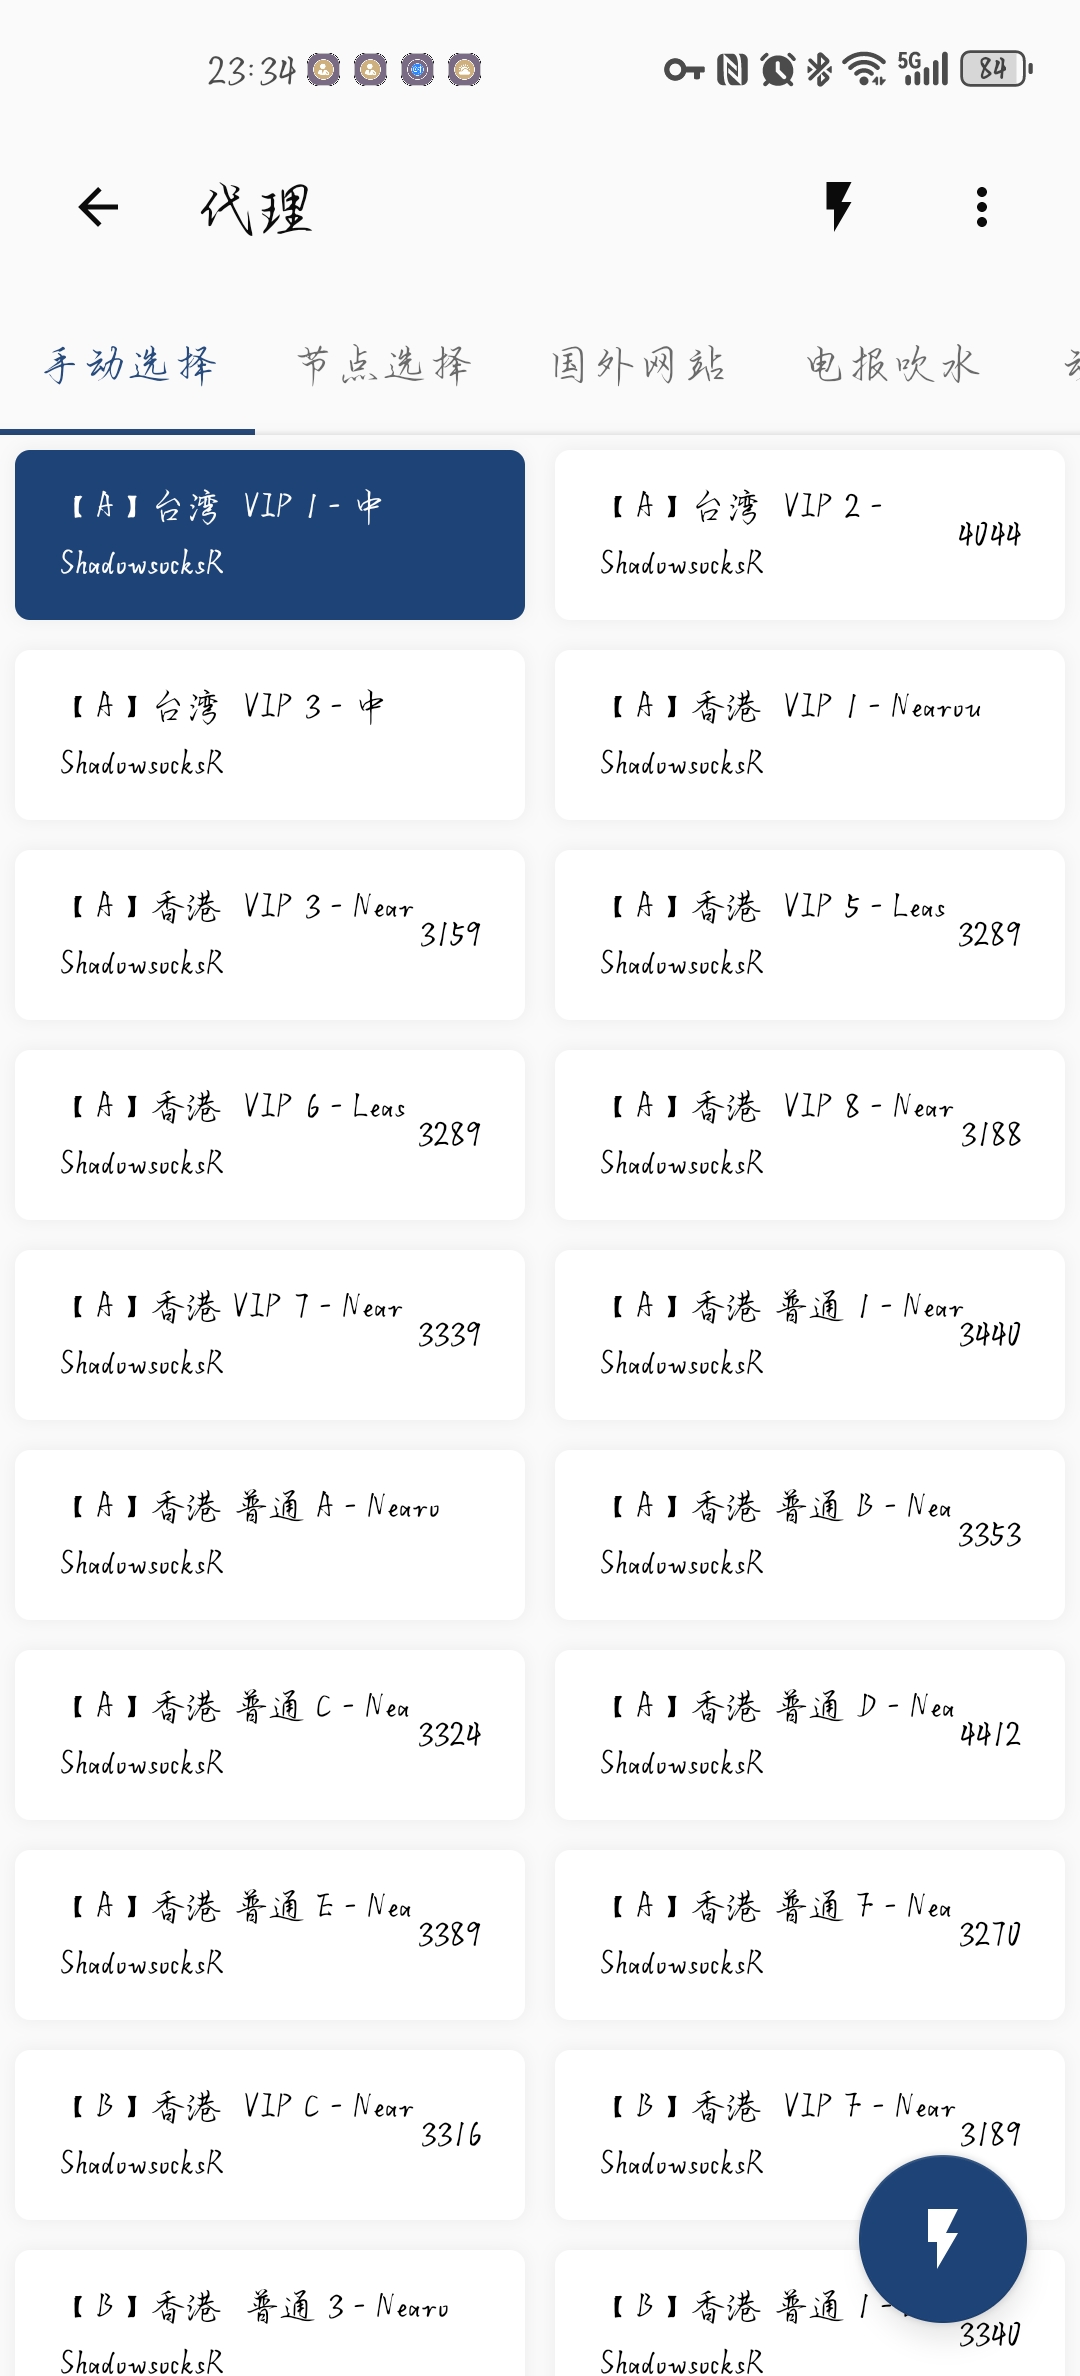 23:34 5G 84
代理
手动选择 节点选择 国外网站 电报吹水
【A】台湾 VIP 1 - 中
ShadowsocksR
【A】台湾 VIP 2 -
ShadowsocksR
4044
【A】台湾 VIP 3 - 中
ShadowsocksR
【A】香港 VIP 1 - Nearou
ShadowsocksR
【A】香港 VIP 3 - Near
ShadowsocksR
3159
【A】香港 VIP 5 - Leas
ShadowsocksR
3289
【A】香港 VIP 6 - Leas
ShadowsocksR
3289
【A】香港 VIP 8 - Near
ShadowsocksR
3188
【A】香港 VIP 7 - Near
ShadowsocksR
3339
【A】香港 普通 1 - Near
ShadowsocksR
3440
【A】香港 普通 A - Nearo
ShadowsocksR
【A】香港 普通 B - Nea
ShadowsocksR
3353
【A】香港 普通 C - Nea
ShadowsocksR
3324
【A】香港 普通 D - Nea
ShadowsocksR
4412
【A】香港 普通 E - Nea
ShadowsocksR
3389
【A】香港 普通 F - Nea
ShadowsocksR
3270
【B】香港 VIP C - Near
ShadowsocksR
3316
【B】香港 VIP F - Near
ShadowsocksR
3189
【B】香港 普通 3 - Nearo
ShadowsocksR
【B】香港 普通 1 -
ShadowsocksR
3340